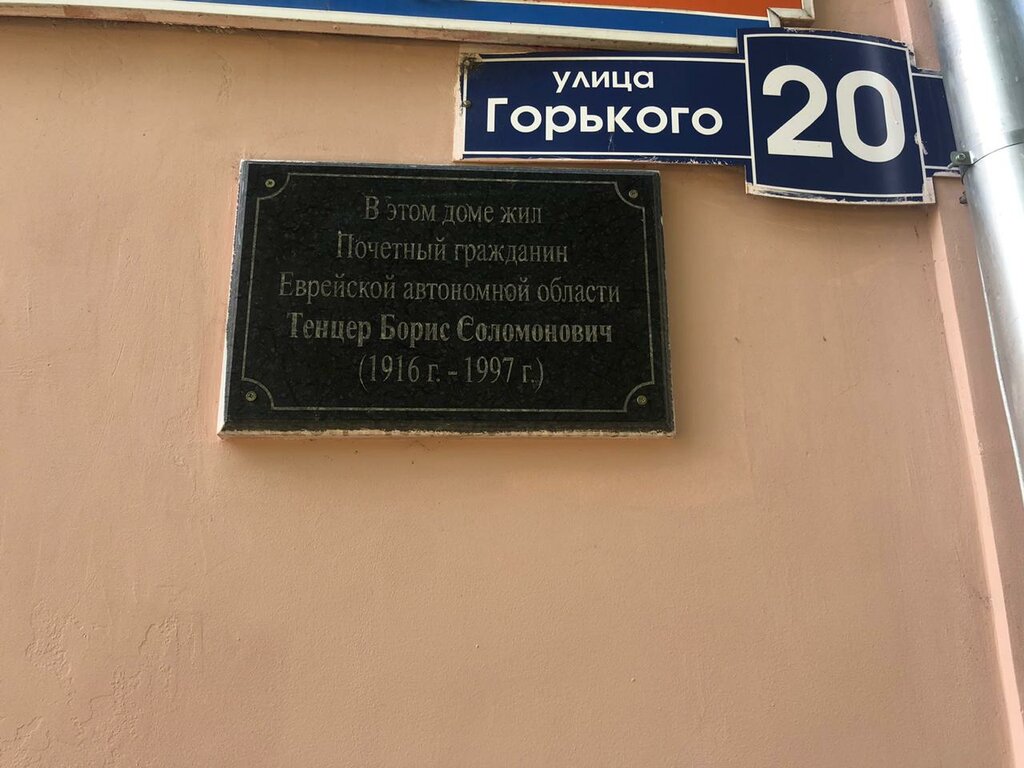 улица
Горького
20
В этом доме жил
Почетный гражданин
Еврейской автономной области
Тенцер Борис Соломонович
(1916 г. - 1997 г.)